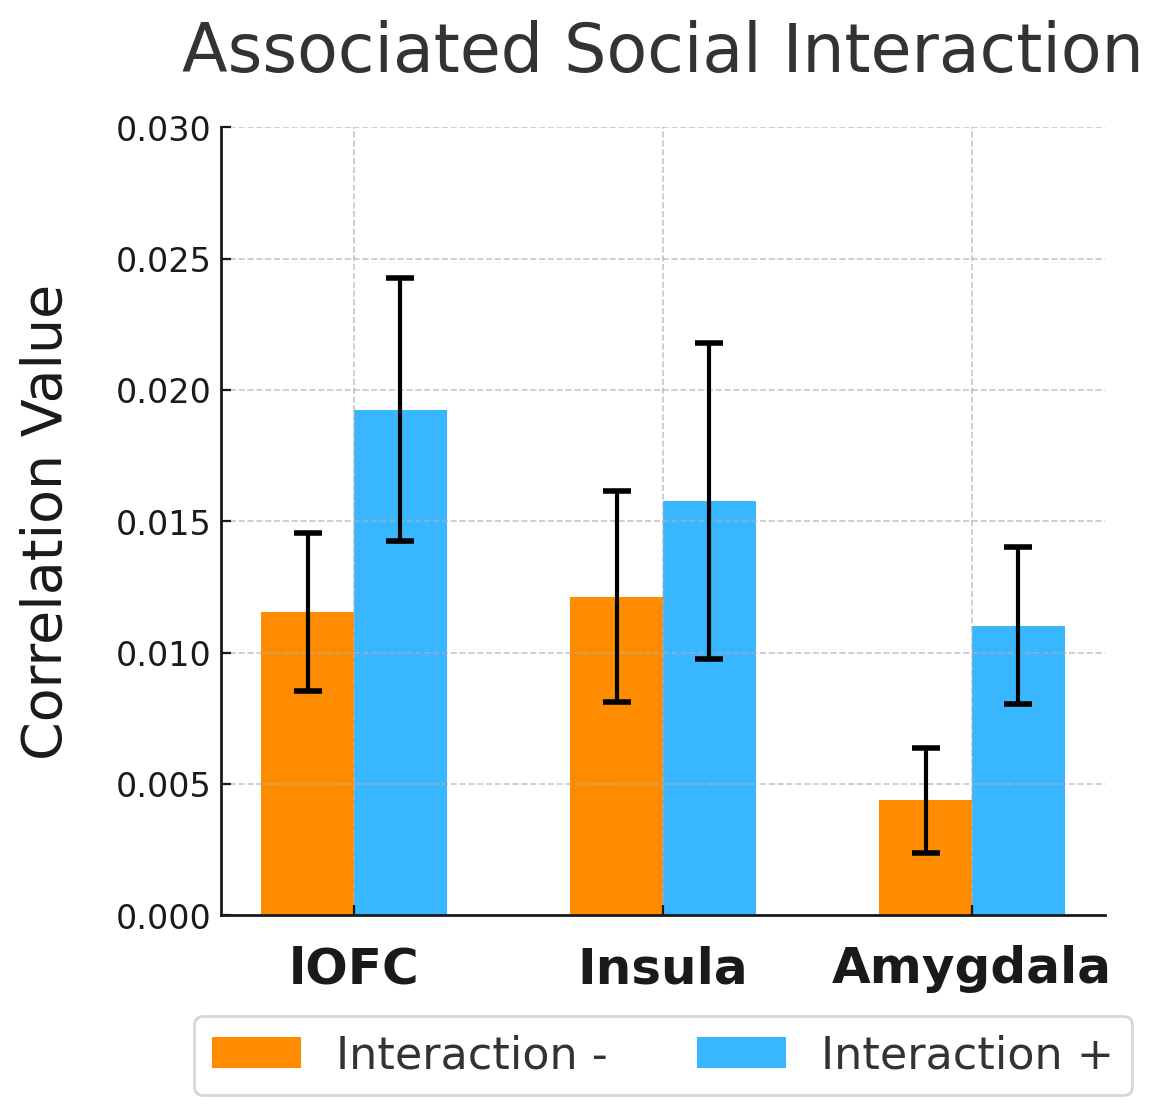 Associated Social Interaction
Correlation Value
0.030
0.025
0.020
0.015
0.010
0.005
0.000
lOFC Insula Amygdala
Interaction - Interaction +